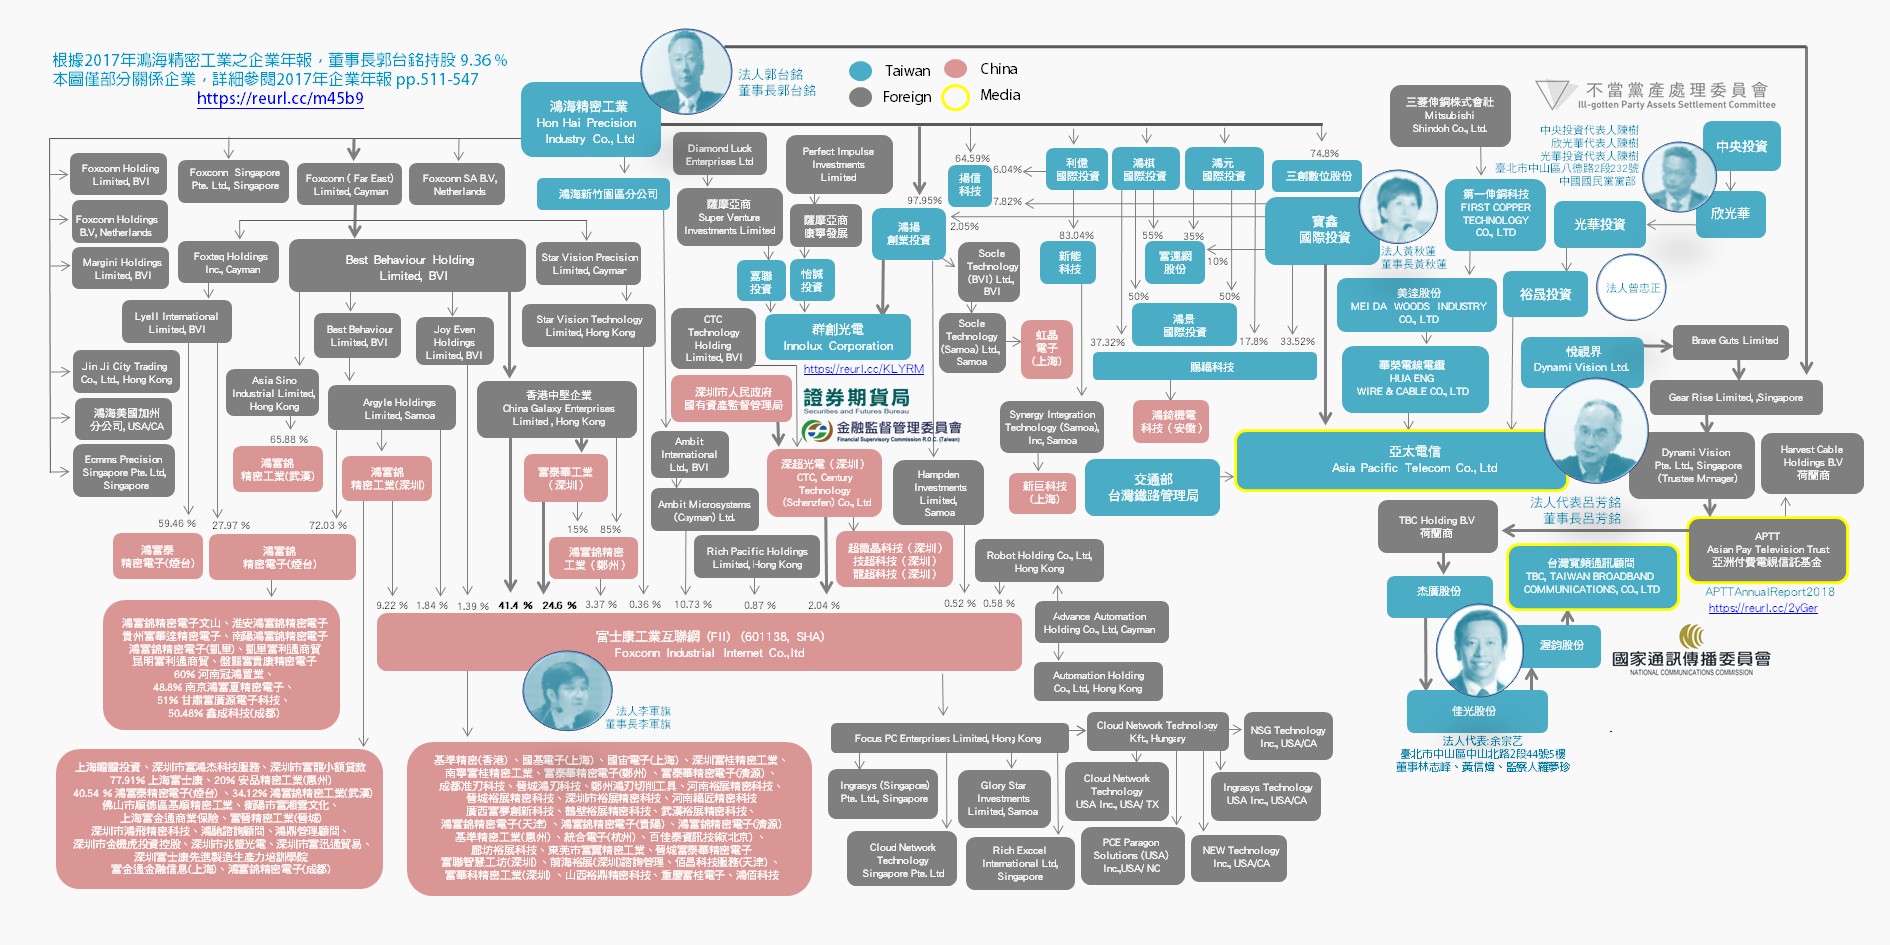 根據2017年鴻海精密工業之企業年報，董事長郭台銘持股 9.36 %
本圖僅部分關係企業，詳細參閱2017年企業年報 pp.511-547
https://reurl.cc/m45b9
法人郭台銘
董事長郭台銘
Taiwan
China
Foreign
Media
鴻海精密工業
Hon Hai Precision
Industry Co., Ltd
不當黨產處理委員會
Ill-gotten Party Assets Settlement Committee
三菱伸銅株式會社
Mitsubishi
Shindoh Co., Ltd.
中央投資代表人陳樹
欣光華代表人陳樹
光華投資代表人陳樹
臺北市中山區八德路2段232號
中國國民黨黨部
中央投資
欣光華
光華投資
裕晟投資
法人曾忠正
Foxconn Holding
Limited, BVI
Foxconn Singapore
Pte. Ltd., Singapore
Foxconn ( Far East)
Limited, Cayman
Foxconn SA B.V,
Netherlands
鴻海新竹園區分公司
Diamond Luck
Enterprises Ltd
Perfect Impulse
Investments
Limited
薩摩亞商
Super Venture
Investments Limited
薩摩亞商
康寧發展
97.95%
64.59%
揚信
科技
6.04%
7.82%
2.05%
利億
國際投資
鴻棋
國際投資
鴻元
國際投資
74.8%
三創數位股份
寶鑫
國際投資
法人黃秋蓮
董事長黃秋蓮
第一伸銅科技
FIRST COPPER
TECHNOLOGY
CO., LTD
Foxconn Holdings
B.V, Netherlands
Margini Holdings
Limited, BVI
Foxteq Holdings
Inc., Cayman
Best Behaviour Holding
Limited, BVI
Star Vision Precision
Limited, Cayman
鴻揚
創業投資
嘉聯
投資
怡誠
投資
Socle
Technology
(BVI) Ltd.,
BVI
83.04%
新能
科技
55%
35%
富運網
股份
10%
50%
50%
鴻景
國際投資
37.32%
17.8%
33.52%
賜福科技
美達股份
MEI DA WOODS INDUSTRY
CO., LTD
華榮電線電纜
HUA ENG
WIRE & CABLE CO., LTD
Lyell International
Limited, BVI
Best Behaviour
Limited, BVI
Joy Even
Holdings
Limited, BVI
Star Vision Technology
Limited, Hong Kong
CTC
Technology
Holding
Limited, BVI
群創光電
Innolux Corporation
https://reurl.cc/KLYRM
Socle
Technology
(Samoa) Ltd.,
Samoa
虹晶
電子
(上海)
悅視界
Dynami Vision Ltd.
Brave Guts Limited
Gear Rise Limited, ,Singapore
Jin Ji City Trading
Co., Ltd., Hong Kong
鴻海美國加州
分公司, USA/CA
Ecmms Precision
Singapore Pte. Ltd,
Singapore
Asia Sino
Industrial Limited,
Hong Kong
65.88 %
Argyle Holdings
Limited, Samoa
香港中堅企業
China Galaxy Enterprises
Limited , Hong Kong
深圳市人民政府
國有資產監督管理局
證券期貨局
Securities and Futures Bureau
金融監督管理委員會
Financial Supervisory Commission R.O.C. (Taiwan)
Synergy Integration
Technology (Samoa),
Inc, Samoa
鴻錡機電
科技 ( 安徽)
亞太電信
Asia Pacific Telecom Co., Ltd
交通部
台灣鐵路管理局
新巨科技
(上海)
法人代表呂芳銘
董事長呂芳銘
Dynami Vision
Pte. Ltd., Singapore
(Trustee Manager)
Harvest Cable
Holdings B.V
荷蘭商
鴻富錦
精密工業(武漢)
鴻富錦
精密工業(深圳)
富泰華工業
(深圳)
Ambit
International
Ltd., BVI
Ambit Microsystems
(Cayman) Ltd.
深超光電 ( 深圳)
CTC, Century
Technology
(Schenzfen) Co., Ltd
Hampden
Investments
Limited,
Samoa
59.46 %
27.97 %
72.03 %
15%
85%
鴻富泰
精密電子(煙台)
鴻富錦
精密電子(煙台)
鴻富錦精密
工業 ( 鄭州)
Rich Pacific Holdings
Limited, Hong Kong
超微晶科技 ( 深圳)
技超科技 ( 深圳)
龍超科技 ( 深圳)
Robot Holding Co., Ltd,
Hong Kong
TBC Holding B.V
荷蘭商
APTT
Asian Pay Television Trust
亞洲付費電視信託基金
APTTAnnualReport2018
https://reurl.cc/2yGer
台灣寬頻通訊顧問
TBC, TAIWAN BROADBAND
COMMUNICATIONS, CO., LTD
杰廣股份
渥鈞股份
佳光股份
國家通訊傳播委員會
NATIONAL COMMUNICATIONS COMMISSION
法人代表:余宗艺
臺北市中山區中山北路2段44號5樓
董事林志峰、黃信煒、監察人羅夢珍
9.22 %
1.84 %
1.39 %
41.4 %
24.6 %
3.37 %
0.36 %
10.73 %
0.87 %
2.04 %
0.52 %
0.58 %
富士康工業互聯網 (FII) (601138, SHA)
Foxconn Industrial Internet Co.,ltd
法人李軍旗
董事長李軍旗
Advance Automation
Holding Co., Ltd, Cayman
Automation Holding
Co., Ltd, Hong Kong
鴻富錦精密電子文山、淮安鴻富錦精密電子
貴州富華達精密電子、南陽鴻富錦精密電子
鴻富錦精密電子(凱里)、凱里富利通商貿
昆明富利通商貿、盤縣富貴康精密電子
60% 河南冠鴻置業、
48.8% 南京鴻富夏精密電子、
51% 甘肅富廣源電子科技、
50.48% 鑫成科技(成都)
上海瞻鑽投資、深圳市富鴻杰科技服務、深圳市富龍小額貸款
77.91% 上海富士康、20% 安品精密工業(惠州)
40.54 % 鴻富泰精密電子(煙台) 、34.12% 鴻富錦精密工業(武漢)
佛山市順德區基順精密工業、衡陽市富湘雲文化、
上海富金通商業保險、富晉精密工業(晉城)
深圳市鴻飛精密科技、鴻馳諮詢顧問、鴻鼎管理顧問、
深圳市金機虎投資控股、深圳市兆豐光電、深圳市富迅通貿易、
深圳富士康先進製造生產力培訓學院
富金通金融信息(上海) 、鴻富錦精密電子(成都)
基準精密(香港) 、國基電子(上海) 、國宙電子(上海) 、深圳富桂精密工業、
南寧富桂精密工業、富泰華精密電子(鄭州) 、富泰華精密電子(濟源) 、
成都准刃科技、晉城鴻刃科技、鄭州鴻刃切削工具、河南裕展精密科技、
晉城裕展精密科技、深圳市裕展精密科技、河南福匠精密科技
廣西富夢創新科技、鶴壁裕展精密科技、武漢裕展精密科技、
鴻富錦精密電子(天津) 、鴻富錦精密電子(貴陽) 、鴻富錦精密電子(濟源)
基準精密工業(惠州) 、統合電子(杭州) 、百佳泰資訊技術(北京) 、
廊坊裕展科技、東莞市富翼精密工業、晉城富泰華精密電子
富聯智慧工坊(深圳) 、前海裕展(深圳)諮詢管理、佰昌科技服務(天津) 、
富華科精密工業(深圳) 、山西裕鼎精密科技、重慶富桂電子、鴻佰科技
Focus PC Enterprises Limited, Hong Kong
Cloud Network Technology
Kft., Hungary
NSG Technology
Inc., USA/CA
Ingrasys (Singapore)
Pte. Ltd., Singapore
Glory Star
Investments
Limited, Samoa
Cloud Network
Technology
USA Inc., USA/ TX
Ingrasys Technology
USA Inc., USA/CA
Cloud Network
Technology
Singapore Pte. Ltd
Rich Exccel
International Ltd,
Singapore
PCE Paragon
Solutions (USA)
Inc.,USA/ NC
NEW Technology
Inc., USA/CA